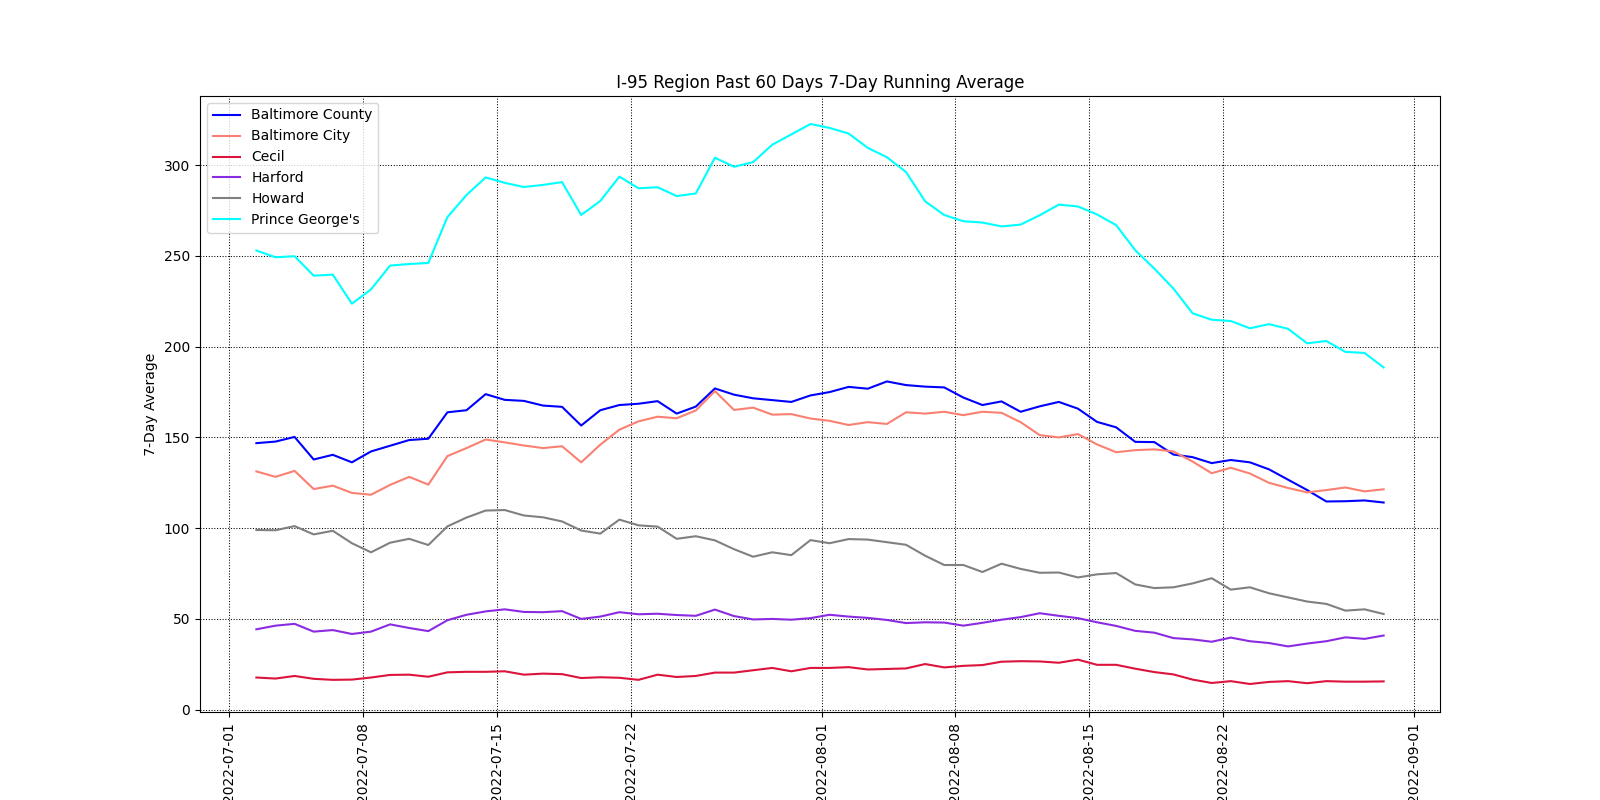 I-95 Region Past 60 Days 7-Day Running Average
Baltimore County
Baltimore City
Cecil
Harford
Howard
Prince George's
7-Day Average
300
250
200
150
100
50
0
2022-07-01
2022-07-08
2022-07-15
2022-07-22
2022-08-01
2022-08-08
2022-08-15
2022-08-22
2022-09-01